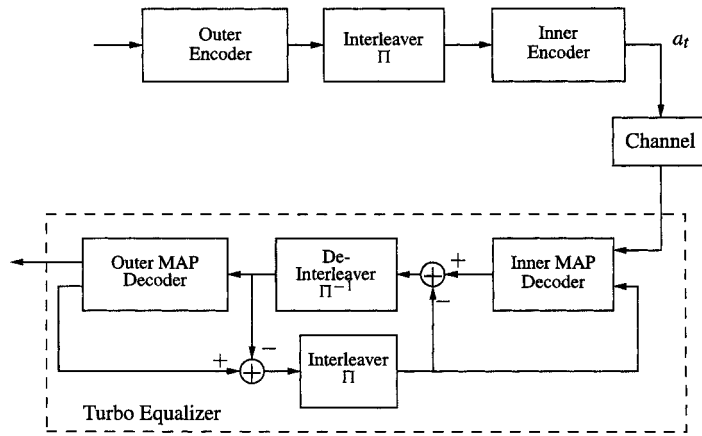 Outer
Encoder
Interleaver
Π
Inner
Encoder
a_t
Channel
Outer MAP
Decoder
De-
Interleaver
Π⁻¹
+
−
Inner MAP
Decoder
+
−
Interleaver
Π
Turbo Equalizer